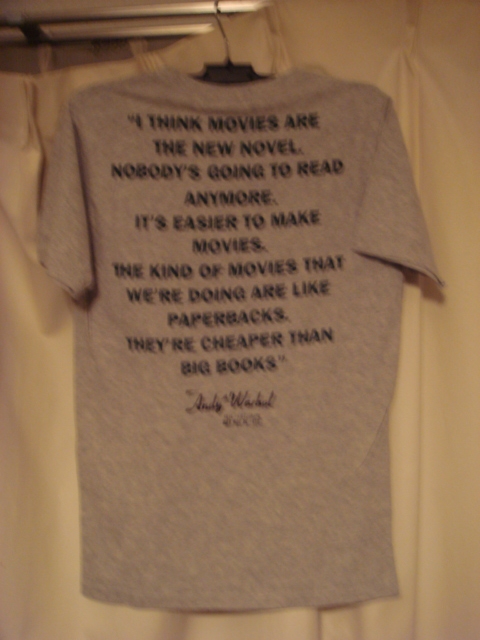 "I THINK MOVIES ARE
THE NEW NOVEL.
NOBODY'S GOING TO READ
ANYMORE.
IT'S EASIER TO MAKE
MOVIES.
THE KIND OF MOVIES THAT
WE'RE DOING ARE LIKE
PAPERBACKS.
THEY'RE CHEAPER THAN
BIG BOOKS"
Andy Warhol